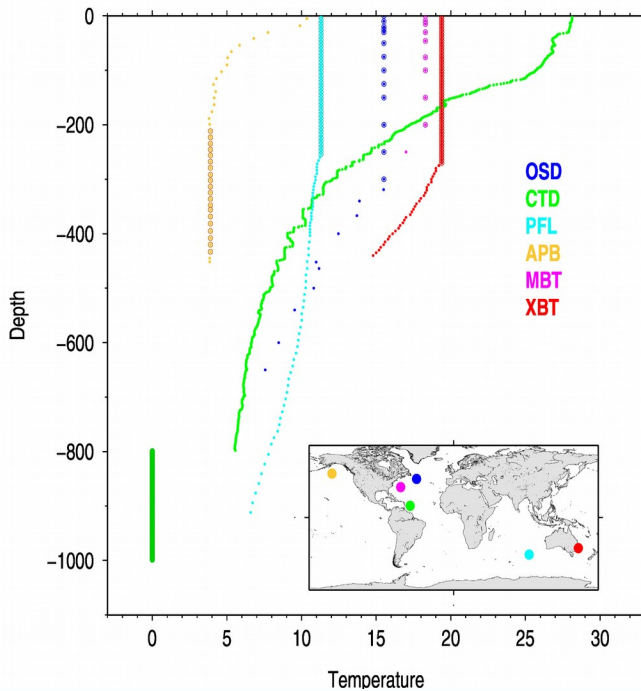 0
−200
−400
−600
−800
−1000
Depth
OSD
CTD
PFL
APB
MBT
XBT
0 5 10 15 20 25 30
Temperature